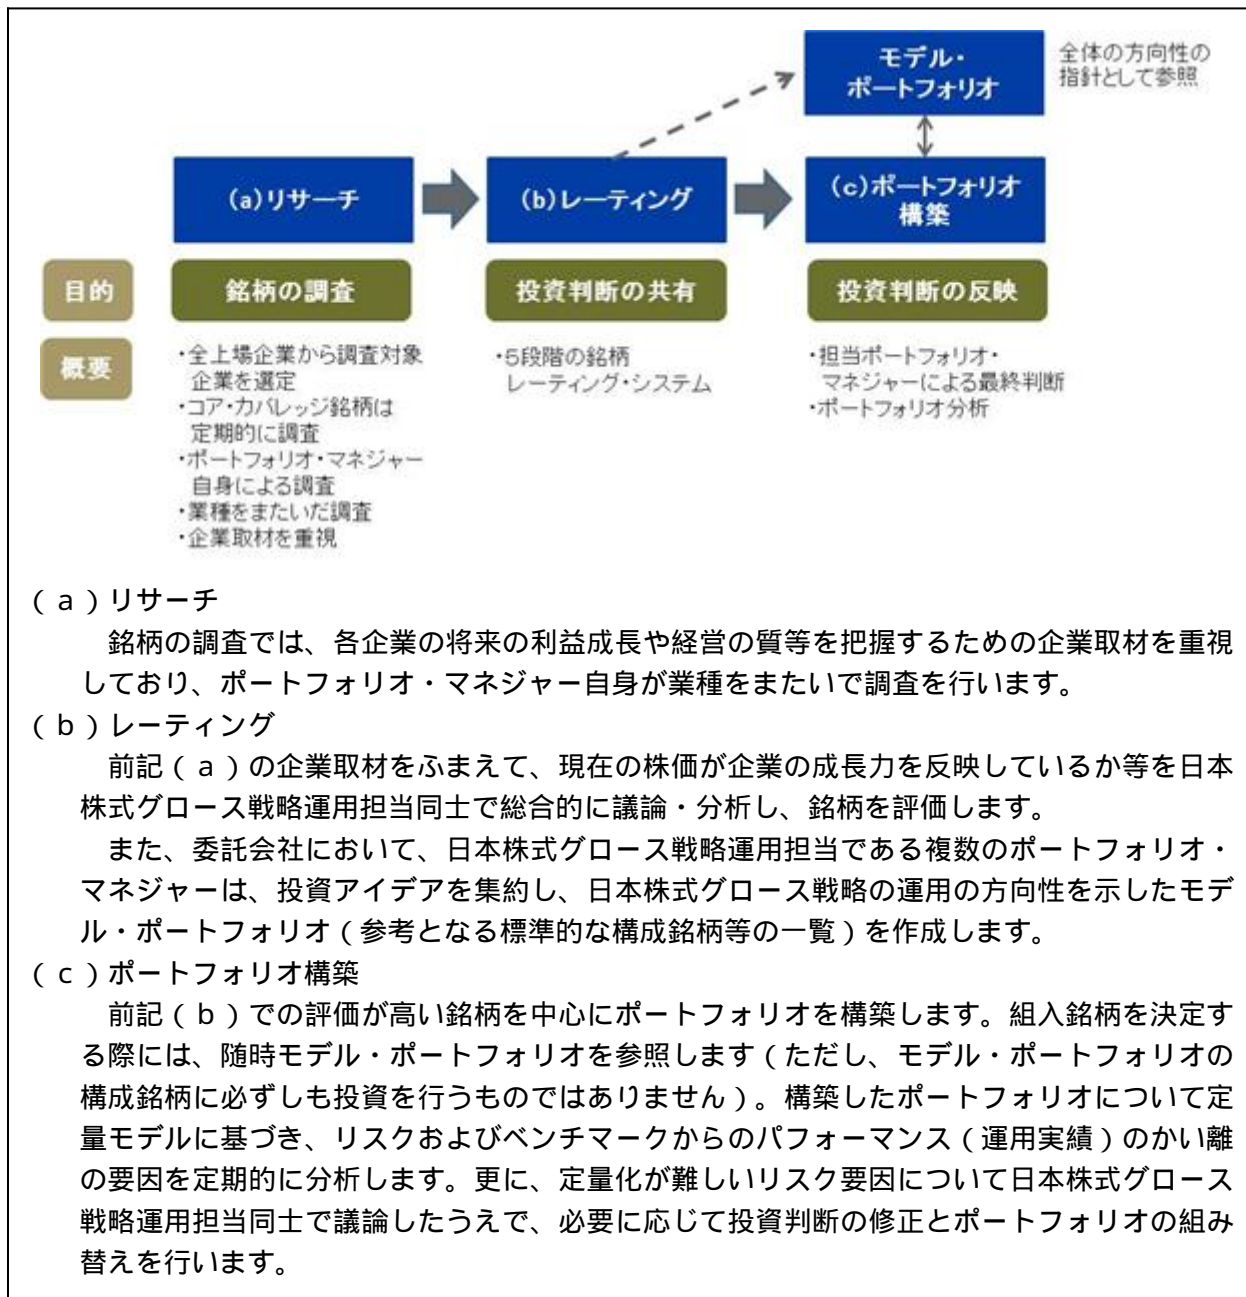 モデル・
ポートフォリオ
全体の方向性の
指針として参照
(a)リサーチ
(b)レーティング
(c)ポートフォリオ
構築
目的
銘柄の調査
投資判断の共有
投資判断の反映
概要
・全上場企業から調査対象
企業を選定
・コア・カバレッジ銘柄は
定期的に調査
・ポートフォリオ・マネジャー
自身による調査
・業種をまたいだ調査
・企業取材を重視
・5段階の銘柄
レーティング・システム
・担当ポートフォリオ・
マネジャーによる最終判断
・ポートフォリオ分析
(a)リサーチ
銘柄の調査では、各企業の将来の利益成長や経営の質等を把握するための企業取材を重視
しており、ポートフォリオ・マネジャー自身が業種をまたいで調査を行います。
(b)レーティング
前記(a)の企業取材をふまえて、現在の株価が企業の成長力を反映しているか等を日本
株式グロース戦略運用担当同士で総合的に議論・分析し、銘柄を評価します。
また、委託会社において、日本株式グロース戦略運用担当である複数のポートフォリオ・
マネジャーは、投資アイデアを集約し、日本株式グロース戦略の運用の方向性を示したモデ
ル・ポートフォリオ(参考となる標準的な構成銘柄等の一覧)を作成します。
(c)ポートフォリオ構築
前記(b)での評価が高い銘柄を中心にポートフォリオを構築します。組入銘柄を決定す
る際には、随時モデル・ポートフォリオを参照します(ただし、モデル・ポートフォリオの
構成銘柄に必ずしも投資を行うものではありません)。構築したポートフォリオについて定
量モデルに基づき、リスクおよびベンチマークからのパフォーマンス(運用実績)のかい離
の要因を定期的に分析します。更に、定量化が難しいリスク要因について日本株式グロース
戦略運用担当同士で議論したうえで、必要に応じて投資判断の修正とポートフォリオの組み
替えを行います。